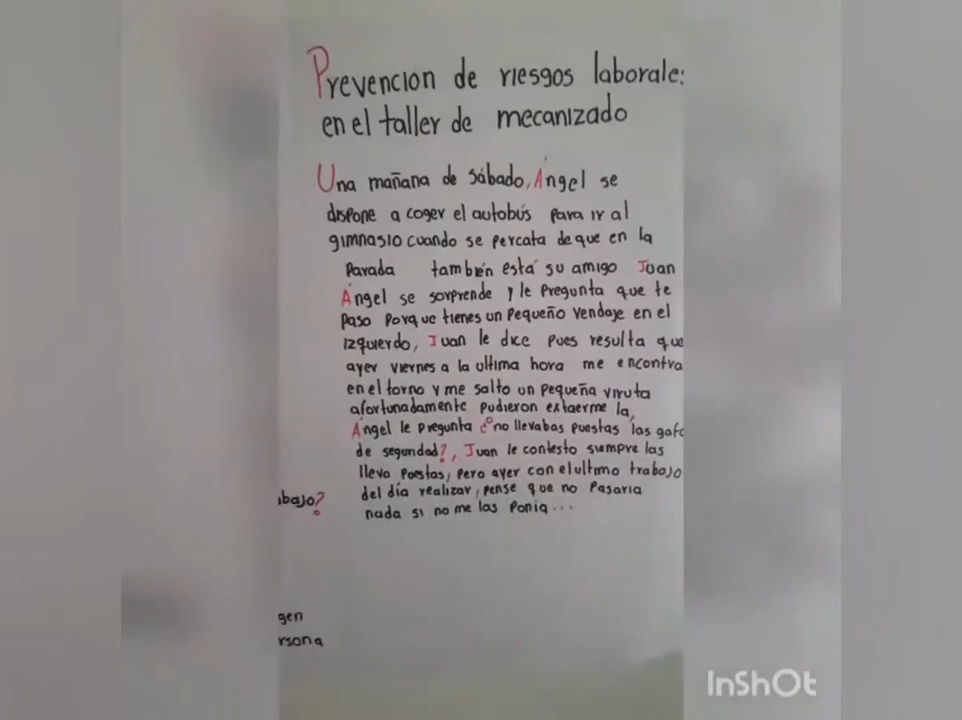 Prevencion de riesgos laborales
en el taller de mecanizado
Una mañana de sábado, Ángel se
dispone a coger el autobús para ir al
gimnasio cuando se percata de que en la
parada también está su amigo Juan
Ángel se sorprende y le pregunta que te
paso porque tienes un pequeño vendaje en el
izquierdo, Juan le dice pues resulta que
ayer viernes a la ultima hora me encontra
en el torno y me salto un pequeña viruta
afortunadamente pudieron extaerme la,
Ángel le pregunta ¿no llevabas puestas las gafa
de seguridad?, Juan le contesto siempre las
llevo poestas, pero ayer con el ultimo trabajo
abajo? del día realizar, pense que no pasaria
nada si no me las ponia...
gen
rsona
InShOt